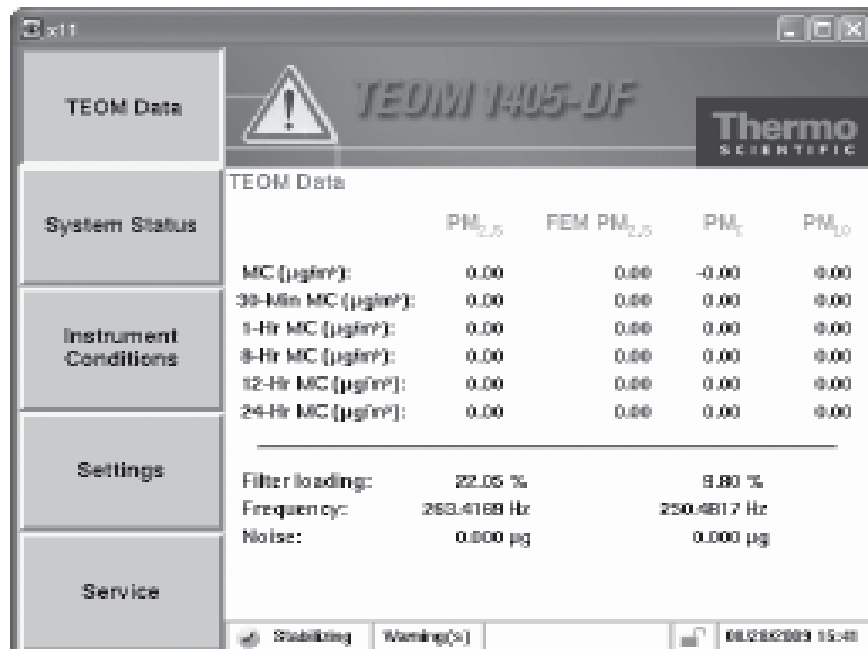 x11
TEOM Data
TEOM 1405-DF
Thermo
SCIENTIFIC
System Status
Instrument
Conditions
Settings
Service
TEOM Data
PM2.5 FEM PM2.5 PMc PM10
MC (µg/m³): 0.00 0.00 -0.00 0.00
30-Min MC (µg/m³): 0.00 0.00 0.00 0.00
1-Hr MC (µg/m³): 0.00 0.00 0.00 0.00
8-Hr MC (µg/m³): 0.00 0.00 0.00 0.00
12-Hr MC (µg/m³): 0.00 0.00 0.00 0.00
24-Hr MC (µg/m³): 0.00 0.00 0.00 0.00
Filter loading: 22.05 % 9.80 %
Frequency: 263.4169 Hz 250.4817 Hz
Noise: 0.000 µg 0.000 µg
Stabilizing Warning(s)